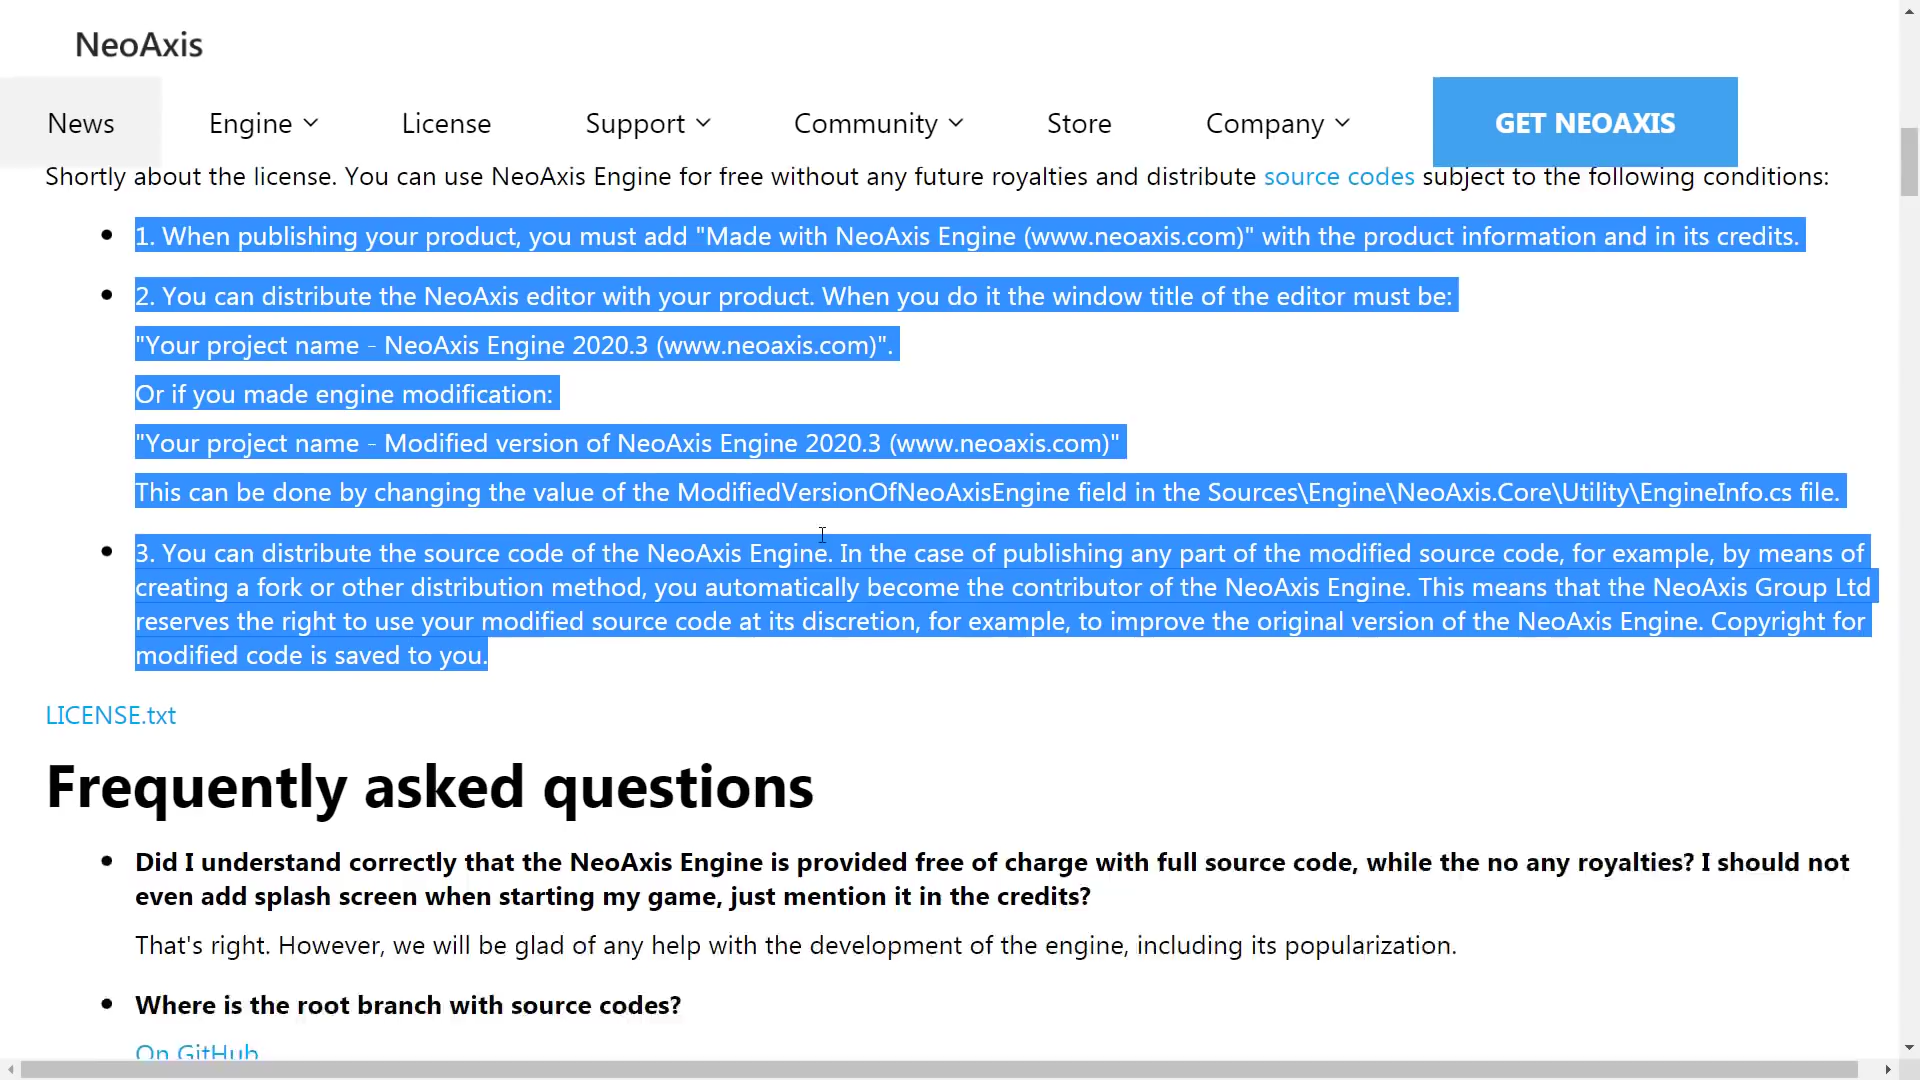 NeoAxis
News Engine License Support Community Store Company GET NEOAXIS
Shortly about the license. You can use NeoAxis Engine for free without any future royalties and distribute source codes subject to the following conditions:
1. When publishing your product, you must add "Made with NeoAxis Engine (www.neoaxis.com)" with the product information and in its credits.
2. You can distribute the NeoAxis editor with your product. When you do it the window title of the editor must be:
"Your project name - NeoAxis Engine 2020.3 (www.neoaxis.com)".
Or if you made engine modification:
"Your project name - Modified version of NeoAxis Engine 2020.3 (www.neoaxis.com)"
This can be done by changing the value of the ModifiedVersionOfNeoAxisEngine field in the Sources\Engine\NeoAxis.Core\Utility\EngineInfo.cs file.
3. You can distribute the source code of the NeoAxis Engine. In the case of publishing any part of the modified source code, for example, by means of
creating a fork or other distribution method, you automatically become the contributor of the NeoAxis Engine. This means that the NeoAxis Group Ltd
reserves the right to use your modified source code at its discretion, for example, to improve the original version of the NeoAxis Engine. Copyright for
modified code is saved to you.
LICENSE.txt
Frequently asked questions
Did I understand correctly that the NeoAxis Engine is provided free of charge with full source code, while the no any royalties? I should not
even add splash screen when starting my game, just mention it in the credits?
That's right. However, we will be glad of any help with the development of the engine, including its popularization.
Where is the root branch with source codes?
On GitHub